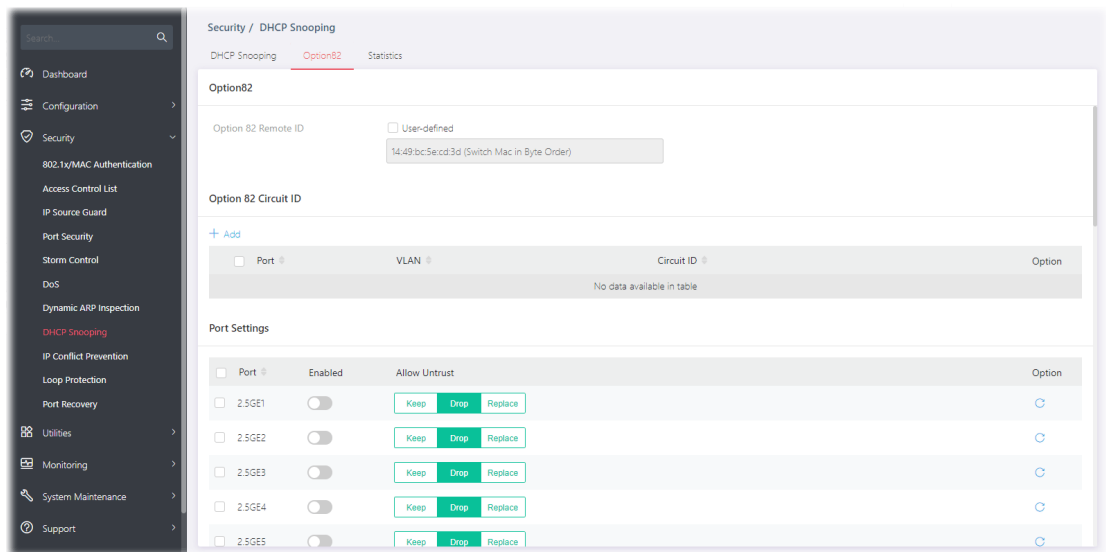 Search...
Dashboard
Configuration
Security
802.1x/MAC Authentication
Access Control List
IP Source Guard
Port Security
Storm Control
DoS
Dynamic ARP Inspection
DHCP Snooping
IP Conflict Prevention
Loop Protection
Port Recovery
Utilities
Monitoring
System Maintenance
Support
Security / DHCP Snooping
DHCP Snooping Option82 Statistics
Option82
Option 82 Remote ID User-defined
14:49:bc:5e:cd:3d (Switch Mac in Byte Order)
Option 82 Circuit ID
+ Add
Port VLAN Circuit ID Option
No data available in table
Port Settings
Port Enabled Allow Untrust Option
2.5GE1 Keep Drop Replace
2.5GE2 Keep Drop Replace
2.5GE3 Keep Drop Replace
2.5GE4 Keep Drop Replace
2.5GE5 Keep Drop Replace